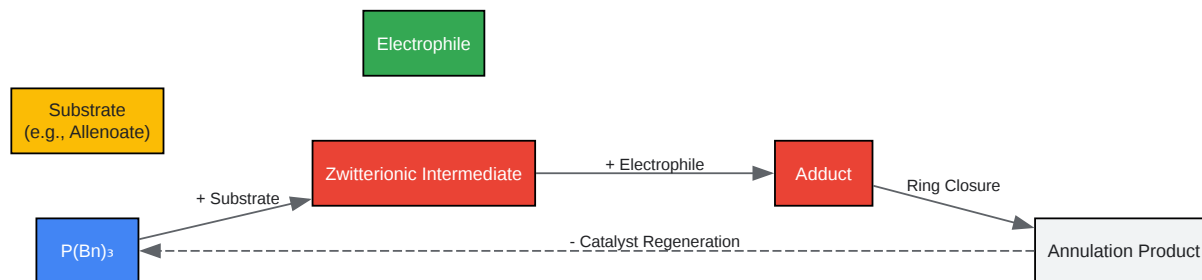 Electrophile
Substrate
(e.g., Allenoate)
Zwitterionic Intermediate
+ Electrophile
Adduct
+ Substrate
Ring Closure
P(Bn)₃
- Catalyst Regeneration
Annulation Product